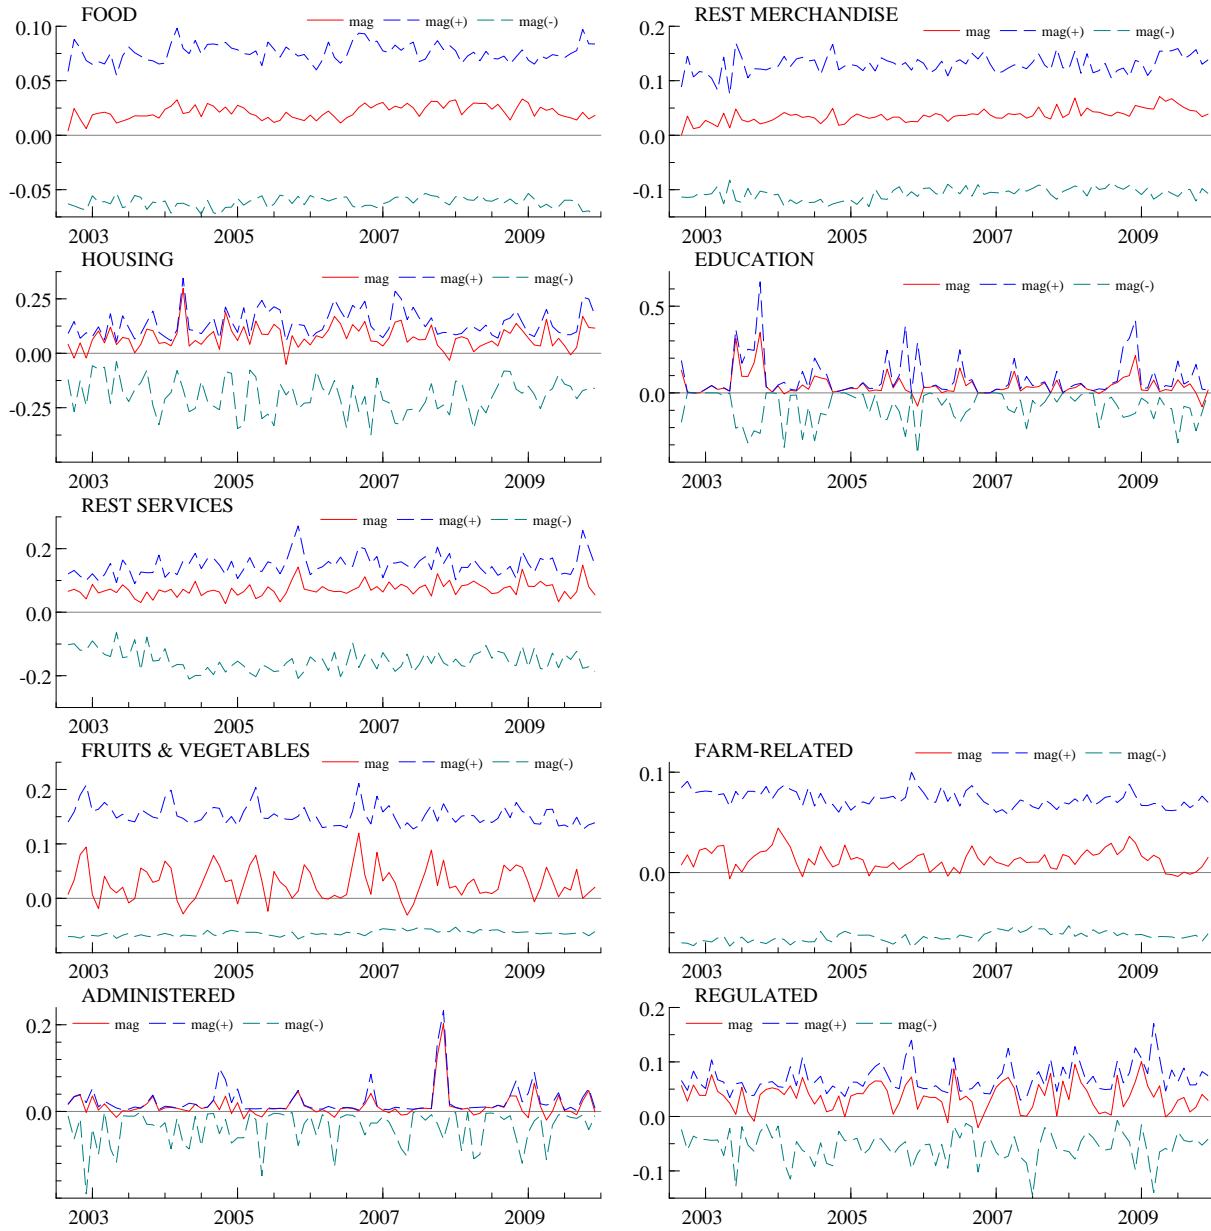 FOOD
mag mag(+) mag(-)
0.10
0.05
0.00
-0.05
2003 2005 2007 2009
REST MERCHANDISE
mag mag(+) mag(-)
0.2
0.1
0.0
-0.1
2003 2005 2007 2009
HOUSING
mag mag(+) mag(-)
0.25
0.00
-0.25
2003 2005 2007 2009
EDUCATION
mag mag(+) mag(-)
0.5
0.0
2003 2005 2007 2009
REST SERVICES
mag mag(+) mag(-)
0.2
0.0
-0.2
2003 2005 2007 2009
FRUITS & VEGETABLES
mag mag(+) mag(-)
0.2
0.1
0.0
2003 2005 2007 2009
FARM-RELATED
mag mag(+) mag(-)
0.1
0.0
2003 2005 2007 2009
ADMINISTERED
mag mag(+) mag(-)
0.2
0.0
2003 2005 2007 2009
REGULATED
mag mag(+) mag(-)
0.2
0.1
0.0
-0.1
2003 2005 2007 2009